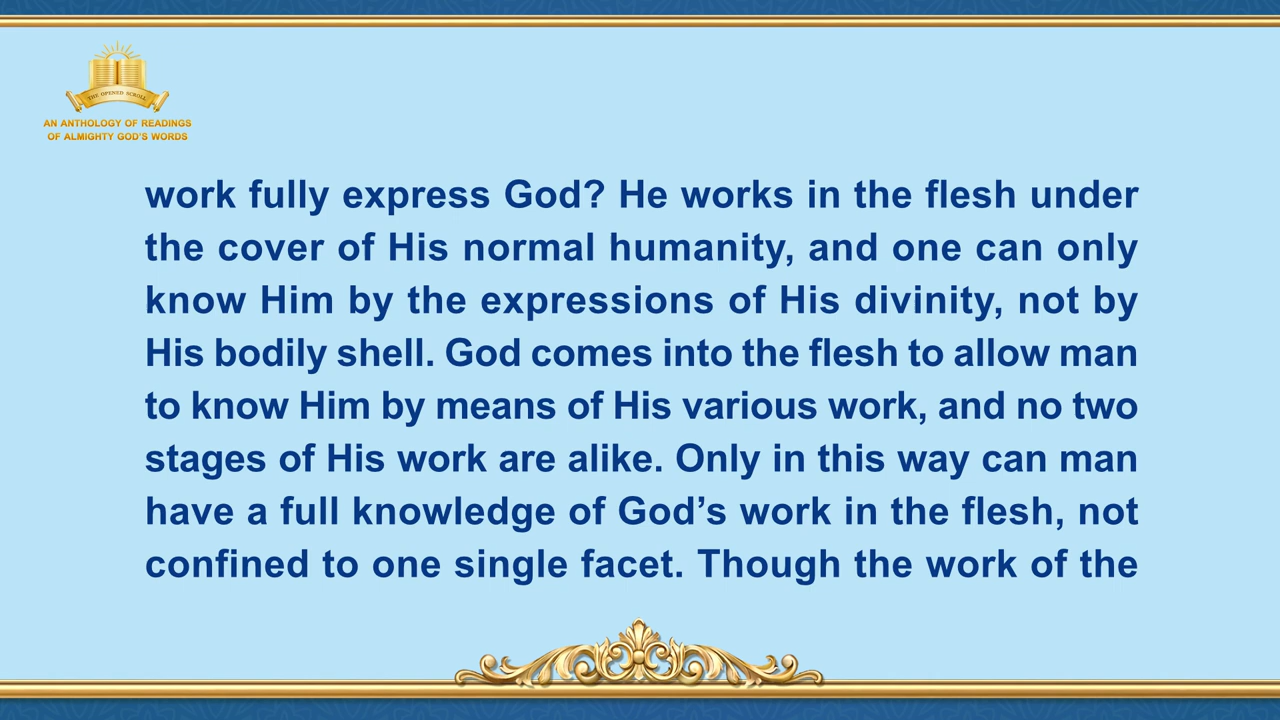 THE OPENED SCROLL
AN ANTHOLOGY OF READINGS
OF ALMIGHTY GOD'S WORDS
work fully express God? He works in the flesh under
the cover of His normal humanity, and one can only
know Him by the expressions of His divinity, not by
His bodily shell. God comes into the flesh to allow man
to know Him by means of His various work, and no two
stages of His work are alike. Only in this way can man
have a full knowledge of God’s work in the flesh, not
confined to one single facet. Though the work of the